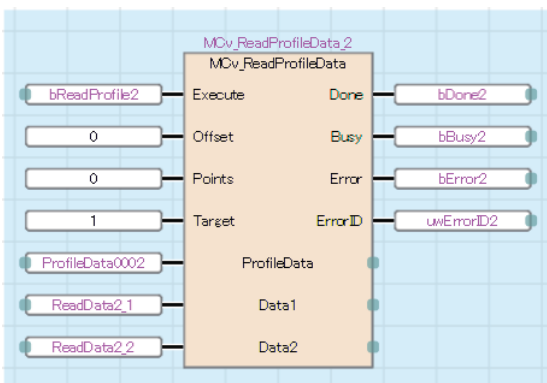 MCv_ReadProfileData_2
MCv_ReadProfileData
bReadProfile2 Execute Done bDone2
0 Offset Busy bBusy2
0 Points Error bError2
1 Target ErrorID uwErrorID2
ProfileData0002 ProfileData
ReadData2_1 Data1
ReadData2_2 Data2